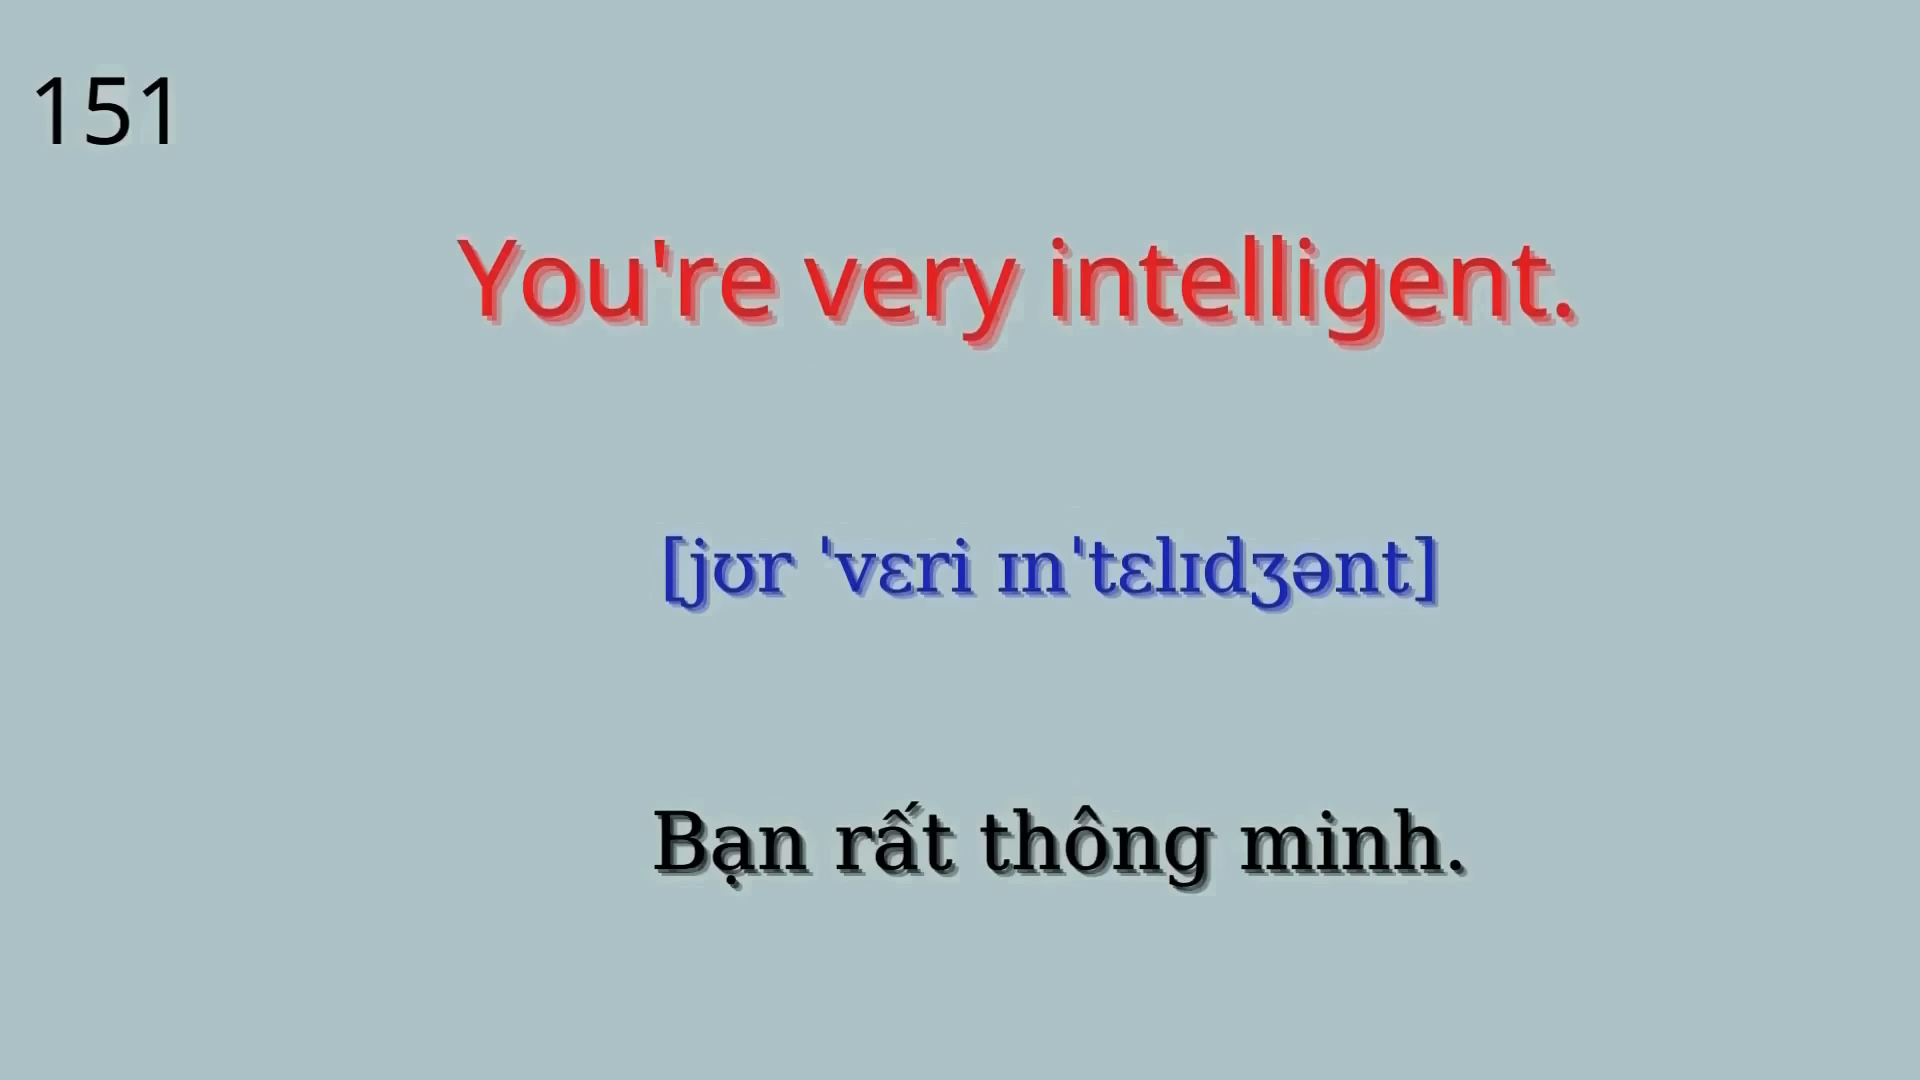 151
You're very intelligent.
[jʊr ˈvɛri ɪnˈtɛlɪdʒənt]
Bạn rất thông minh.